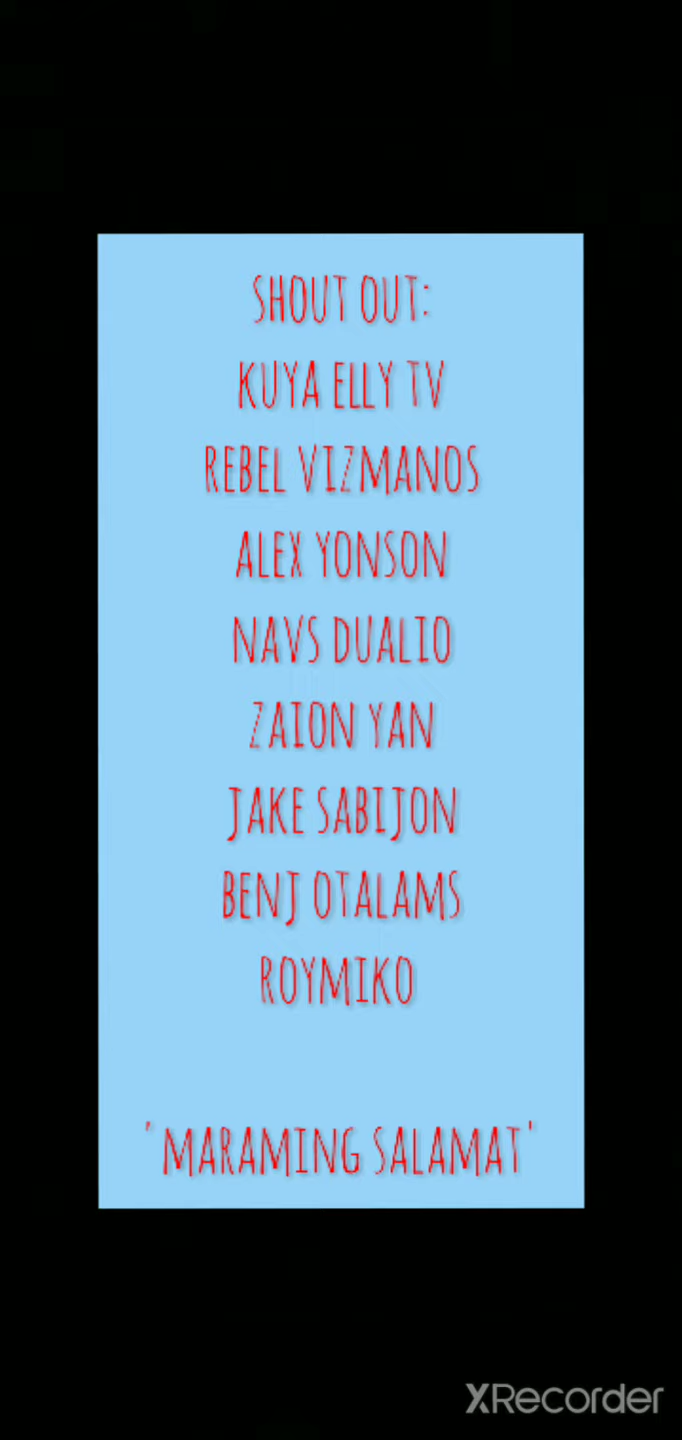 SHOUT OUT:
KUYA ELLY TV
REBEL VIZMANOS
ALEX YONSON
NAVS DUALIO
ZAION YAN
JAKE SABIJON
BENJ OTALAMS
ROYMIKO
'MARAMING SALAMAT'
XRecorder